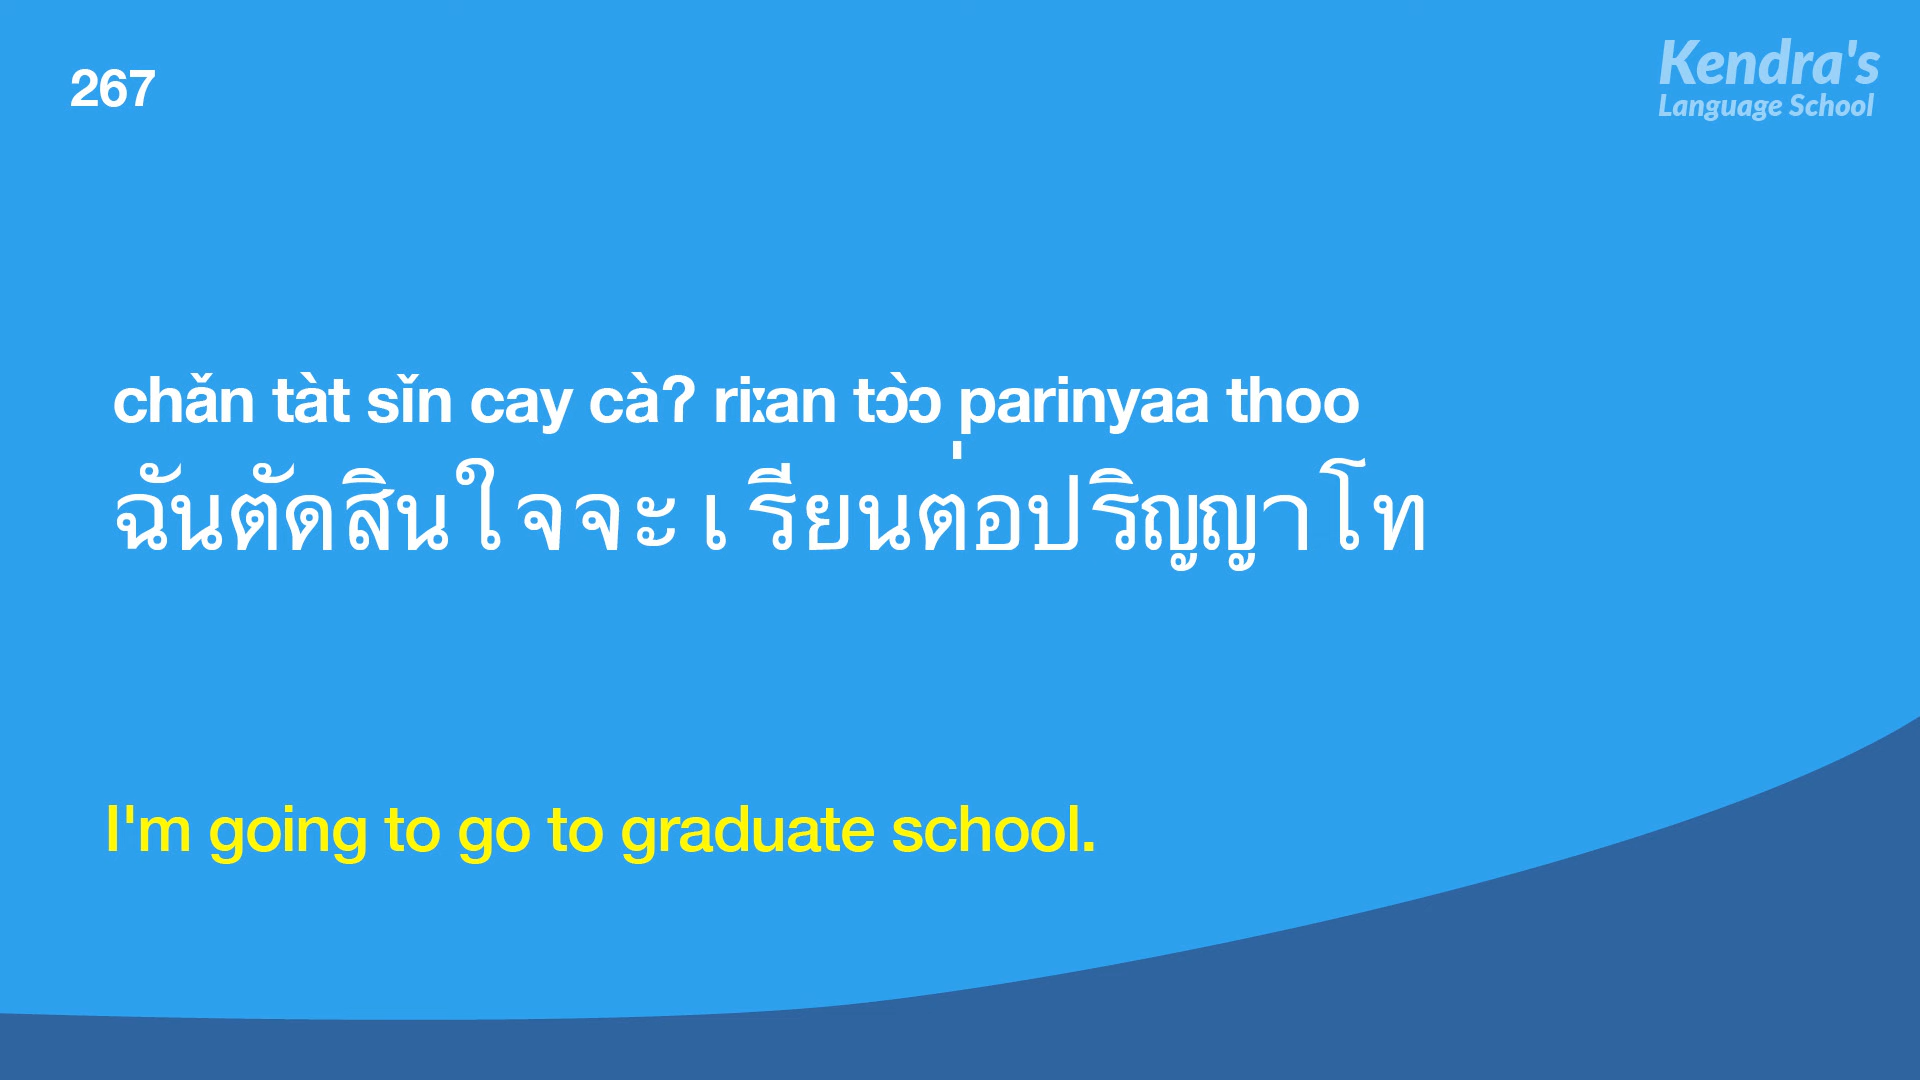 267
Kendra's
Language School
chǎn tàt sǐn cay cà? riːan tɔ̀ɔ parinyaa thoo
ฉันตัดสินใจจะเรียนต่อปริญญาโท
I'm going to go to graduate school.